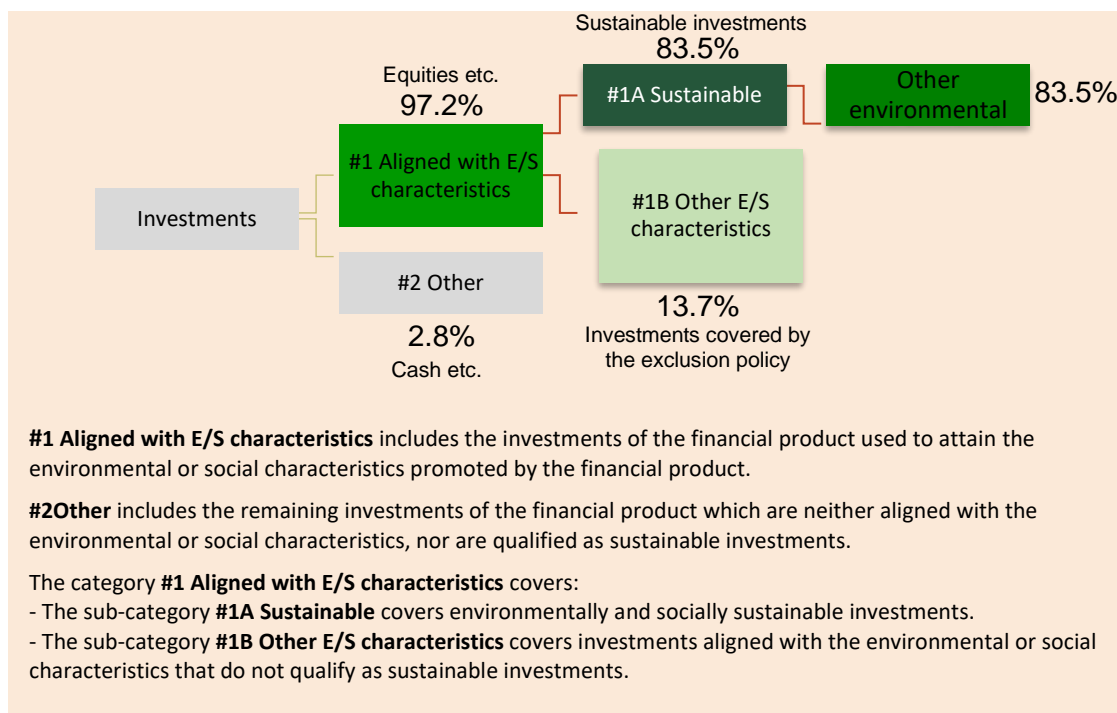 Sustainable investments
83.5%
Equities etc.
97.2%
#1A Sustainable
Other
environmental
83.5%
#1 Aligned with E/S
characteristics
#1B Other E/S
characteristics
Investments
#2 Other
13.7%
Investments covered by
the exclusion policy
2.8%
Cash etc.
#1 Aligned with E/S characteristics includes the investments of the financial product used to attain the
environmental or social characteristics promoted by the financial product.
#2Other includes the remaining investments of the financial product which are neither aligned with the
environmental or social characteristics, nor are qualified as sustainable investments.
The category #1 Aligned with E/S characteristics covers:
- The sub-category #1A Sustainable covers environmentally and socially sustainable investments.
- The sub-category #1B Other E/S characteristics covers investments aligned with the environmental or social
characteristics that do not qualify as sustainable investments.